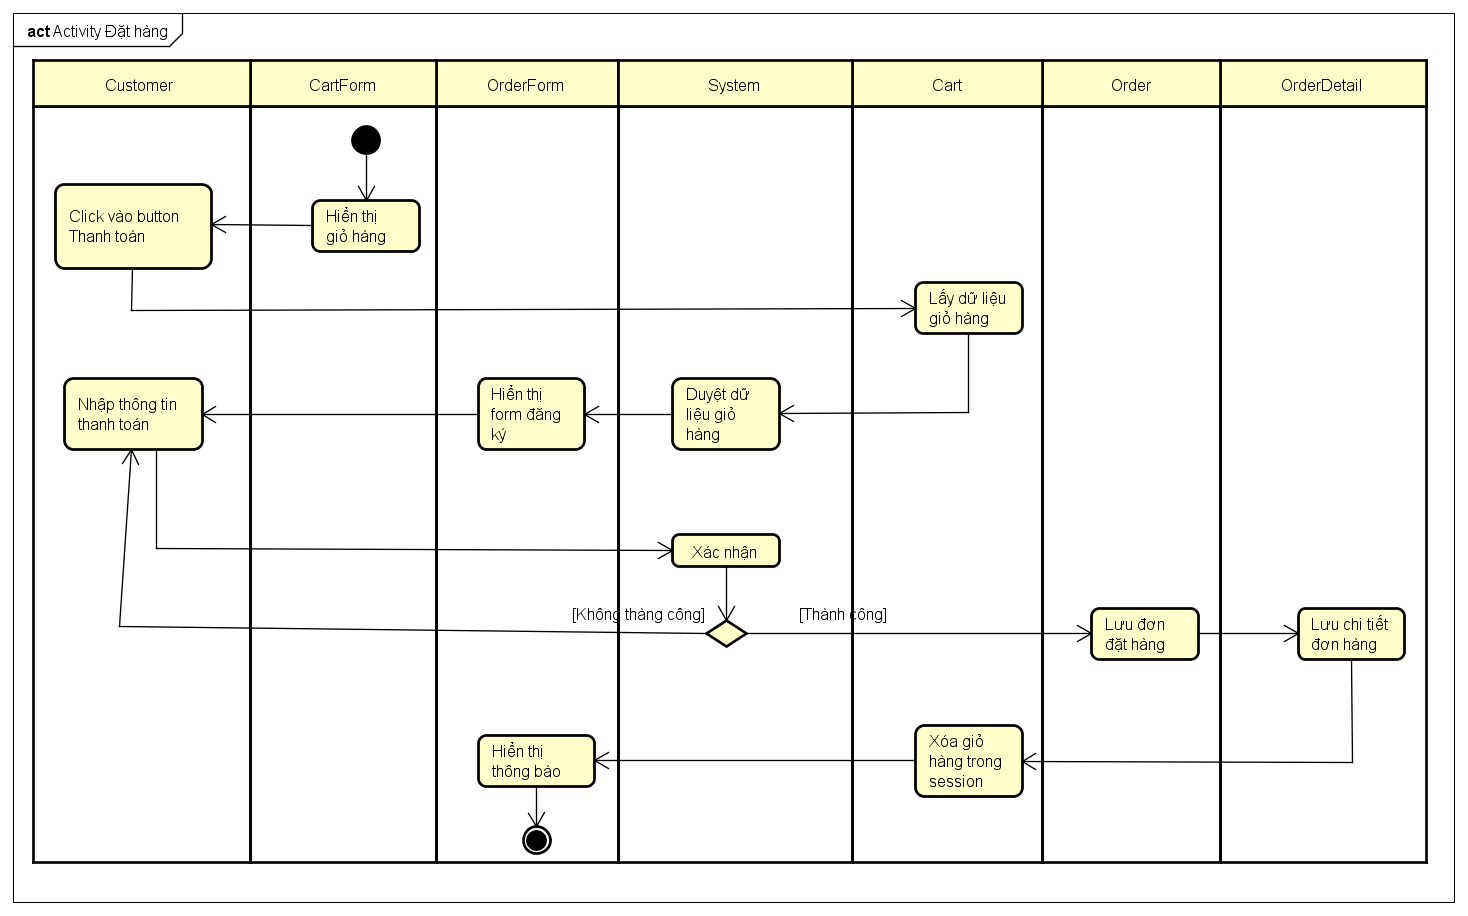 act Activity Đặt hàng
Customer
CartForm
OrderForm
System
Cart
Order
OrderDetail
Click vào button
Thanh toán
Hiển thị
giỏ hàng
Lấy dữ liệu
giỏ hàng
Nhập thông tin
thanh toán
Hiển thị
form đăng
ký
Duyệt dữ
liệu giỏ
hàng
Xác nhận
[Không thàng công]
[Thành công]
Lưu đơn
đặt hàng
Lưu chi tiết
đơn hàng
Hiển thị
thông báo
Xóa giỏ
hàng trong
session